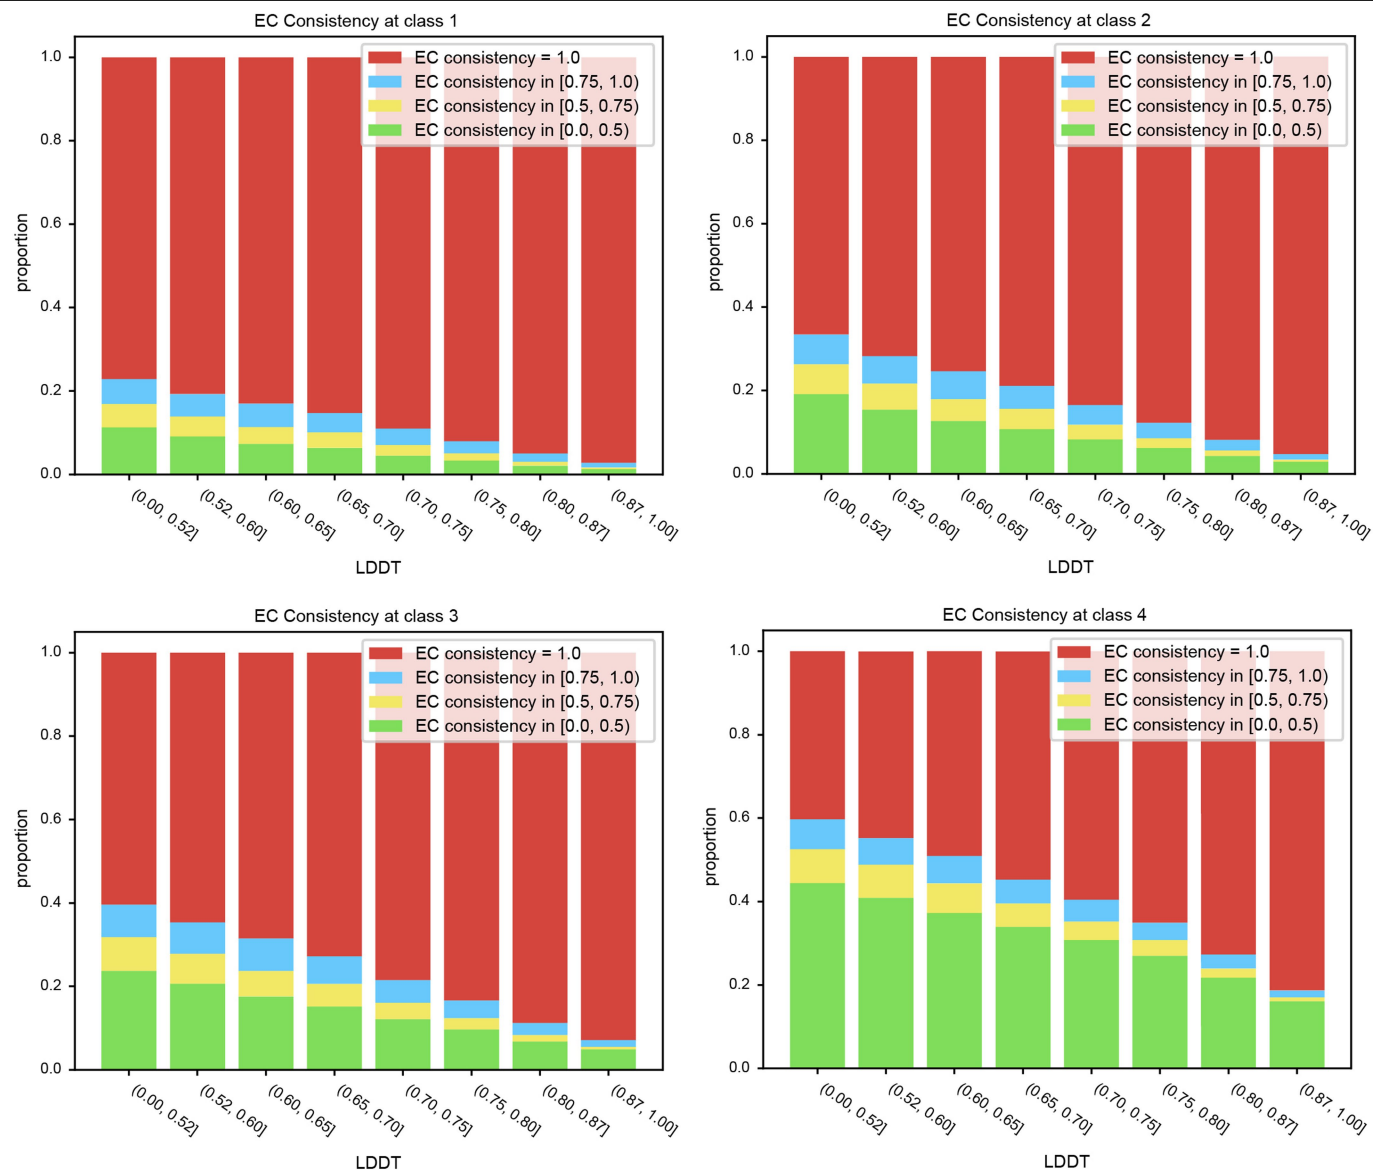 EC Consistency at class 1
EC consistency = 1.0
EC consistency in [0.75, 1.0)
EC consistency in [0.5, 0.75)
EC consistency in [0.0, 0.5)
proportion
1.0
0.8
0.6
0.4
0.2
0.0
(0.00, 0.52]
(0.52, 0.60]
(0.60, 0.65]
(0.65, 0.70]
(0.70, 0.75]
(0.75, 0.80]
(0.80, 0.87]
(0.87, 1.00]
LDDT
EC Consistency at class 2
EC consistency = 1.0
EC consistency in [0.75, 1.0)
EC consistency in [0.5, 0.75)
EC consistency in [0.0, 0.5)
proportion
1.0
0.8
0.6
0.4
0.2
0.0
(0.00, 0.52]
(0.52, 0.60]
(0.60, 0.65]
(0.65, 0.70]
(0.70, 0.75]
(0.75, 0.80]
(0.80, 0.87]
(0.87, 1.00]
LDDT
EC Consistency at class 3
EC consistency = 1.0
EC consistency in [0.75, 1.0)
EC consistency in [0.5, 0.75)
EC consistency in [0.0, 0.5)
proportion
1.0
0.8
0.6
0.4
0.2
0.0
(0.00, 0.52]
(0.52, 0.60]
(0.60, 0.65]
(0.65, 0.70]
(0.70, 0.75]
(0.75, 0.80]
(0.80, 0.87]
(0.87, 1.00]
LDDT
EC Consistency at class 4
EC consistency = 1.0
EC consistency in [0.75, 1.0)
EC consistency in [0.5, 0.75)
EC consistency in [0.0, 0.5)
proportion
1.0
0.8
0.6
0.4
0.2
0.0
(0.00, 0.52]
(0.52, 0.60]
(0.60, 0.65]
(0.65, 0.70]
(0.70, 0.75]
(0.75, 0.80]
(0.80, 0.87]
(0.87, 1.00]
LDDT